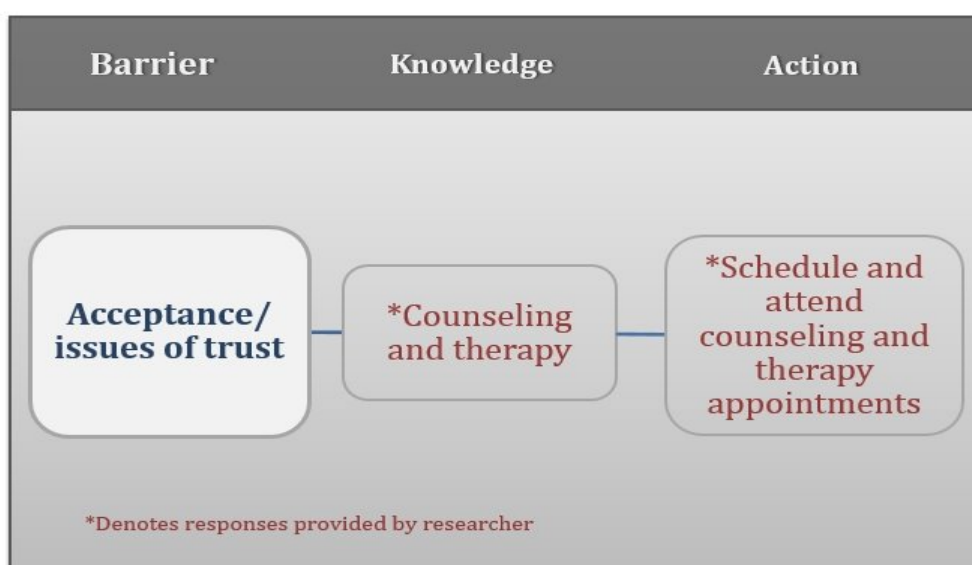 Barrier Knowledge Action
Acceptance/
issues of trust
*Counseling
and therapy
*Schedule and
attend
counseling and
therapy
appointments
*Denotes responses provided by researcher